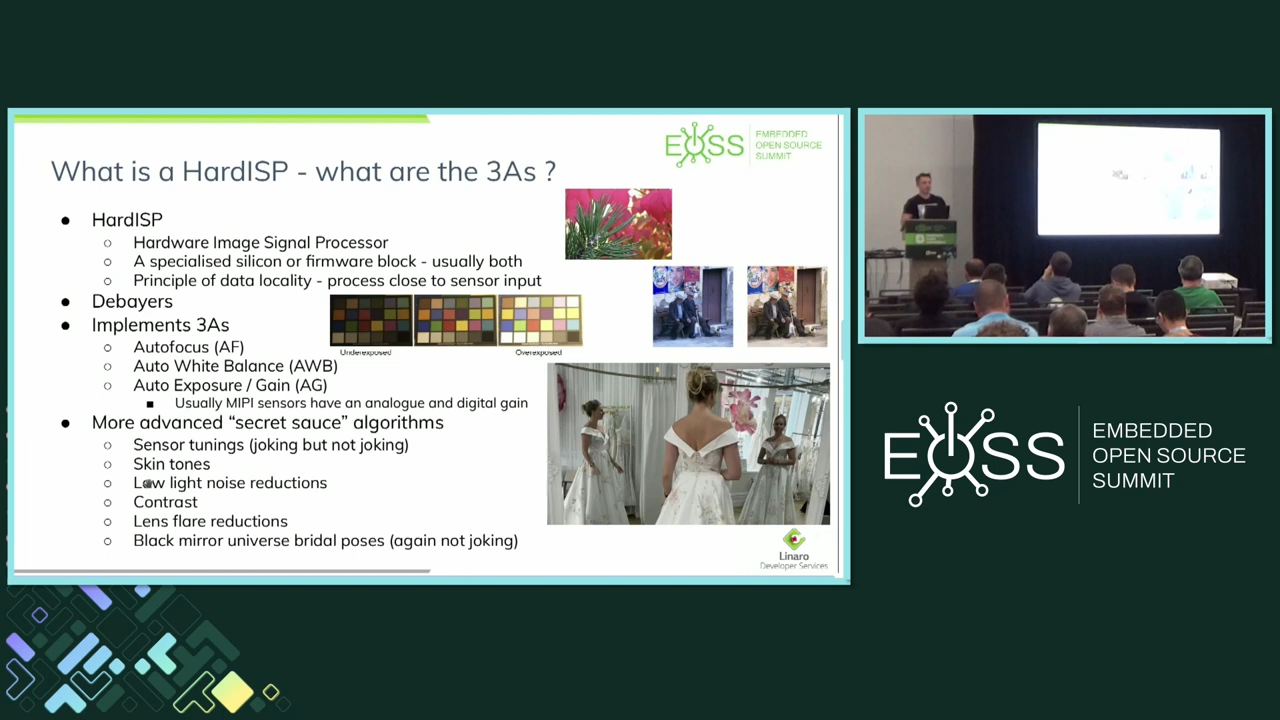 EOSS
EMBEDDED
OPEN SOURCE
SUMMIT
What is a HardISP - what are the 3As ?
● HardISP
○ Hardware Image Signal Processor
○ A specialised silicon or firmware block - usually both
○ Principle of data locality - process close to sensor input
● Debayers
● Implements 3As
Underexposed
Overexposed
○ Autofocus (AF)
○ Auto White Balance (AWB)
○ Auto Exposure / Gain (AG)
■ Usually MIPI sensors have an analogue and digital gain
● More advanced “secret sauce” algorithms
○ Sensor tunings (joking but not joking)
○ Skin tones
○ Low light noise reductions
○ Contrast
○ Lens flare reductions
○ Black mirror universe bridal poses (again not joking)
Linaro
Developer Services
EOSS
EMBEDDED
OPEN SOURCE
SUMMIT